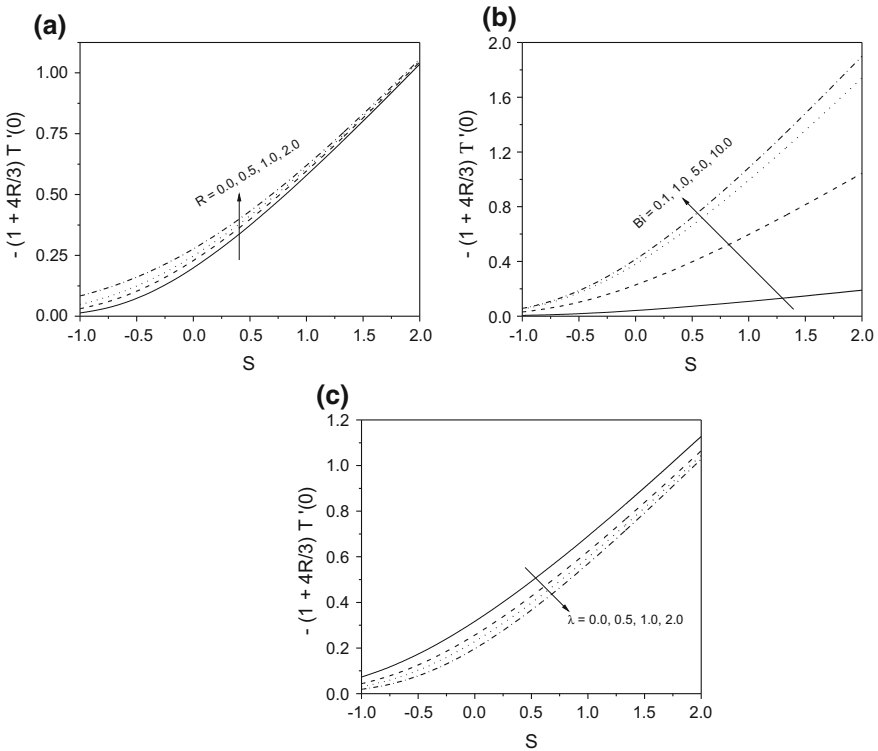 (a)
1.00
0.75
0.50
0.25
0.00
- (1 + 4R/3) T '(0)
R = 0.0, 0.5, 1.0, 2.0
-1.0 -0.5 0.0 0.5 1.0 1.5 2.0
S
(b)
2.0
1.6
1.2
0.8
0.4
0.0
- (1 + 4R/3) T '(0)
Bi = 0.1, 1.0, 5.0, 10.0
-1.0 -0.5 0.0 0.5 1.0 1.5 2.0
S
(c)
1.2
1.0
0.8
0.6
0.4
0.2
0.0
- (1 + 4R/3) T '(0)
λ = 0.0, 0.5, 1.0, 2.0
-1.0 -0.5 0.0 0.5 1.0 1.5 2.0
S